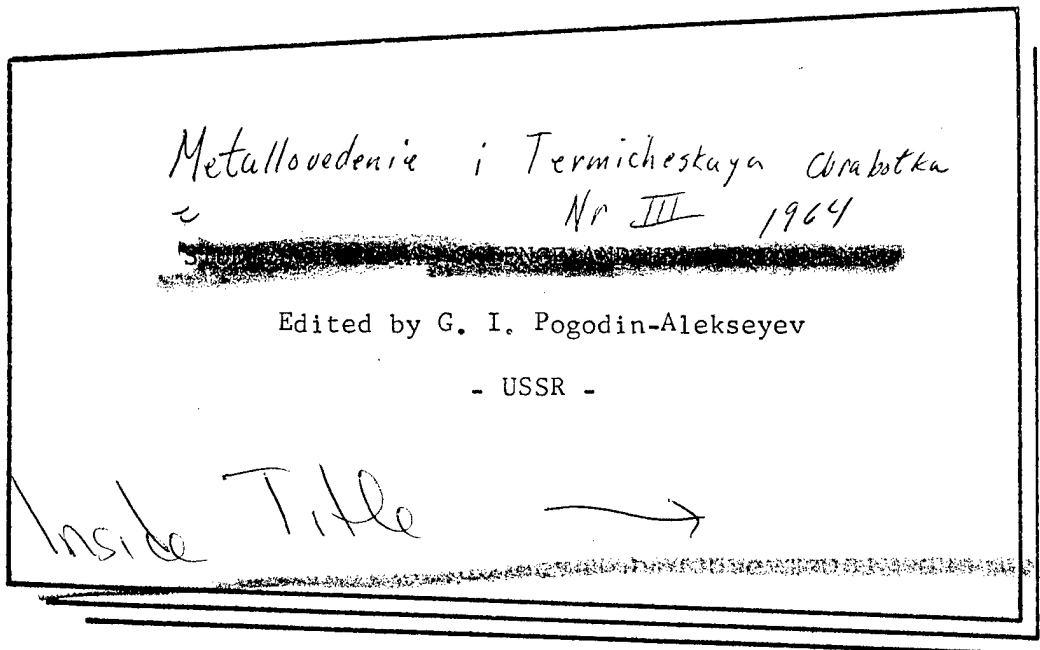 Metallovedenie i Termicheskaya Obrabotka
Nr III 1964
Edited by G. I. Pogodin-Alekseyev
- USSR -
Inside Title